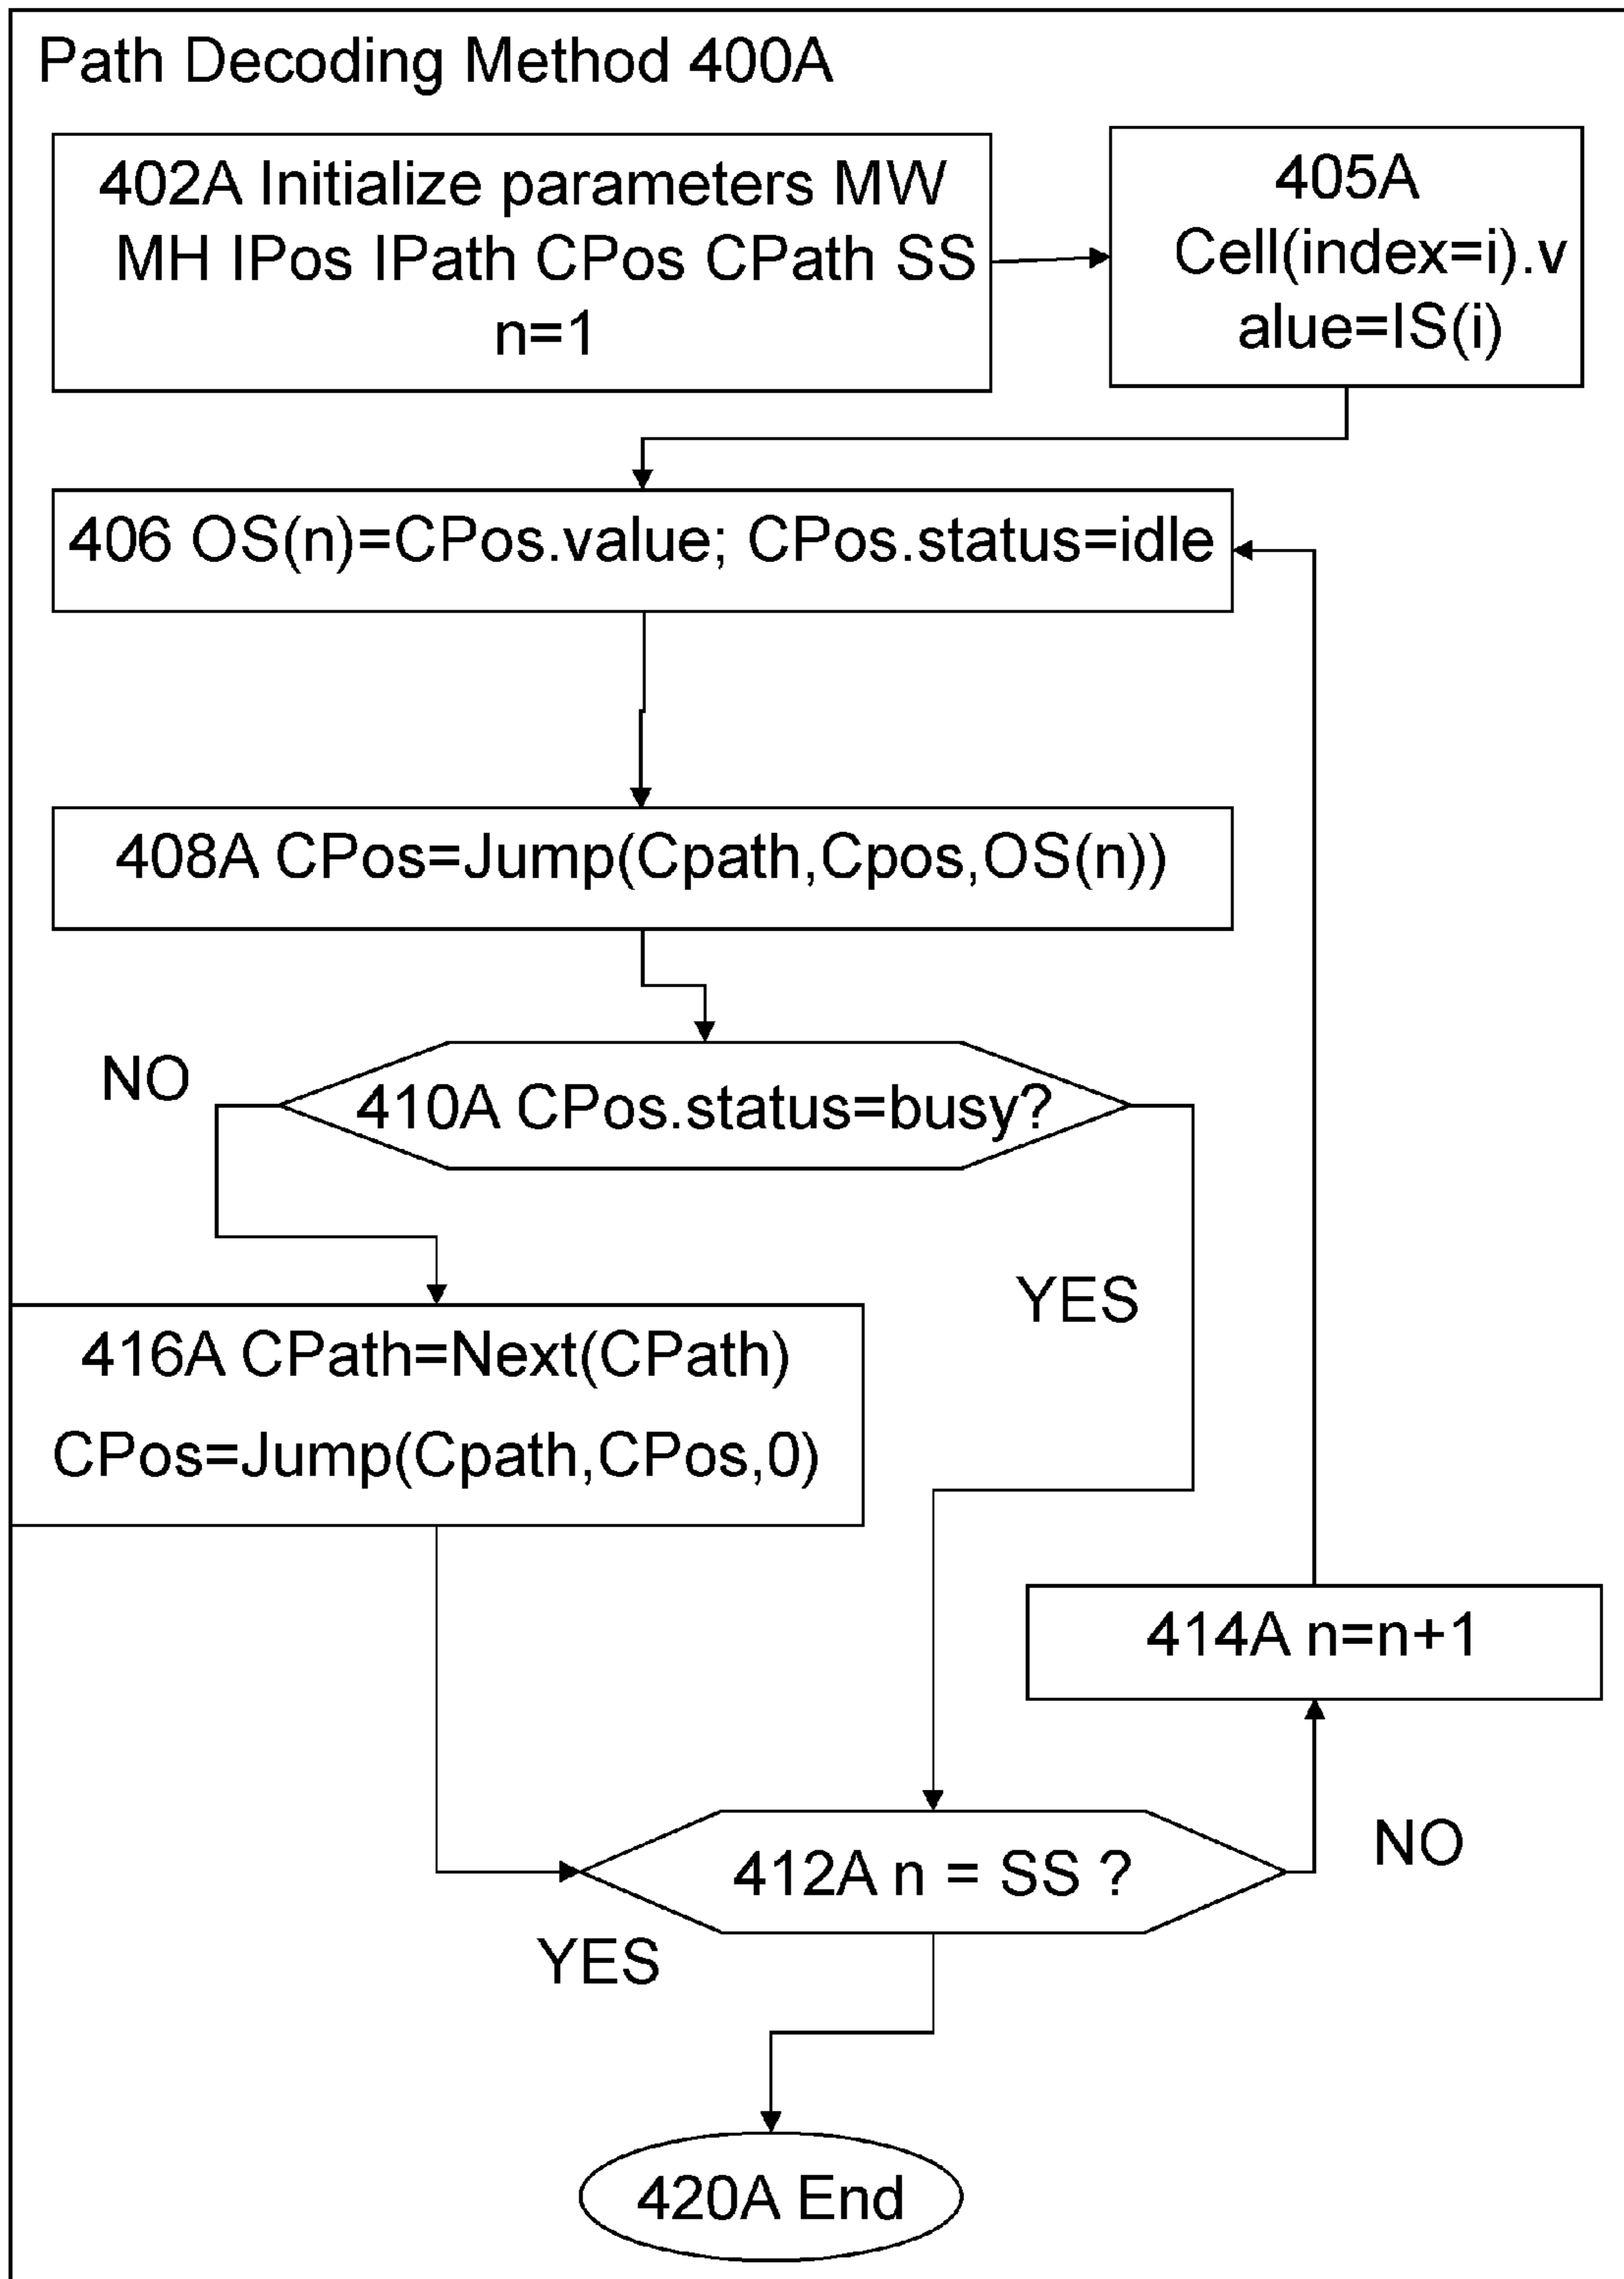 Path Decoding Method 400A
402A Initialize parameters MW
MH IPos IPath CPos CPath SS
n=1
405A
Cell(index=i).v
alue=IS(i)
406 OS(n)=CPos.value; CPos.status=idle
408A CPos=Jump(Cpath,Cpos,OS(n))
NO
410A CPos.status=busy?
YES
416A CPath=Next(CPath)
CPos=Jump(Cpath,CPos,0)
414A n=n+1
412A n = SS ?
NO
YES
420A End